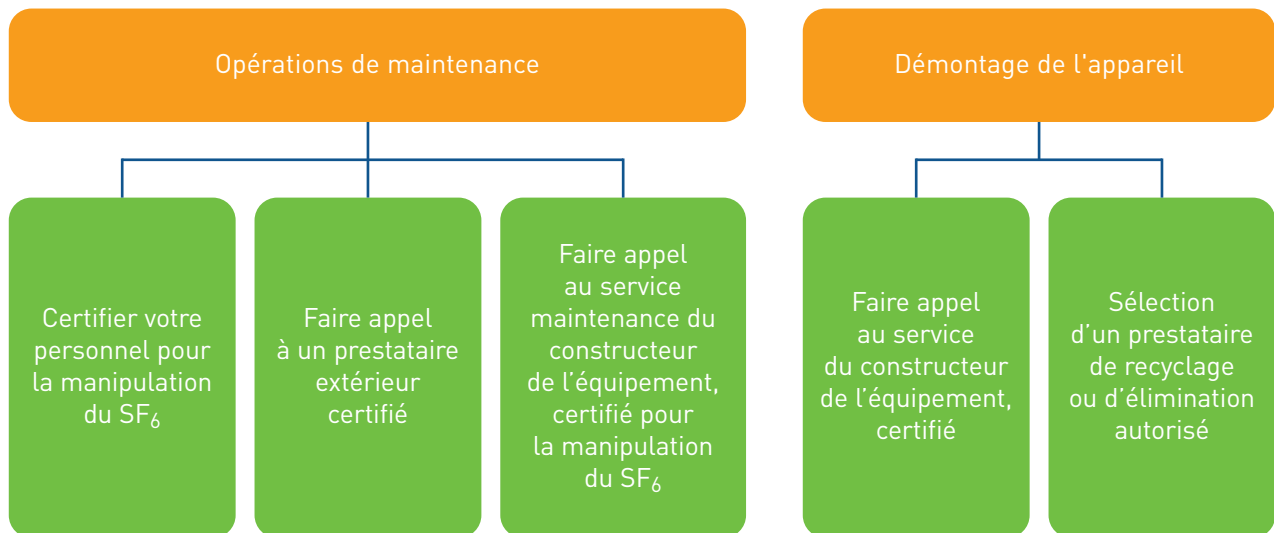 Opérations de maintenance
Démontage de l'appareil
Certifier votre
personnel pour
la manipulation
du SF₆
Faire appel
à un prestataire
extérieur
certifié
Faire appel
au service
maintenance du
constructeur
de l’équipement,
certifié pour
la manipulation
du SF₆
Faire appel
au service
du constructeur
de l’équipement,
certifié
Sélection
d’un prestataire
de recyclage
ou d’élimination
autorisé